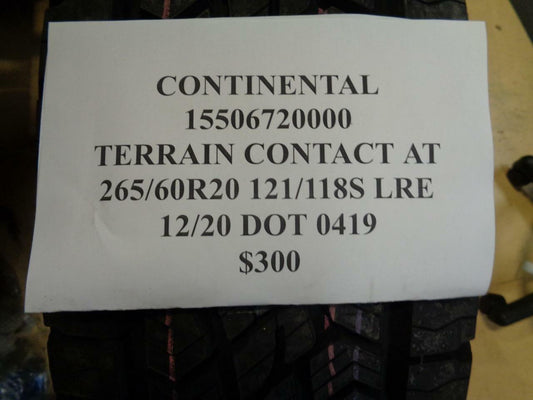 CONTINENTAL
15506720000
TERRAIN CONTACT AT
265/60R20 121/118S LRE
12/20 DOT 0419
$300